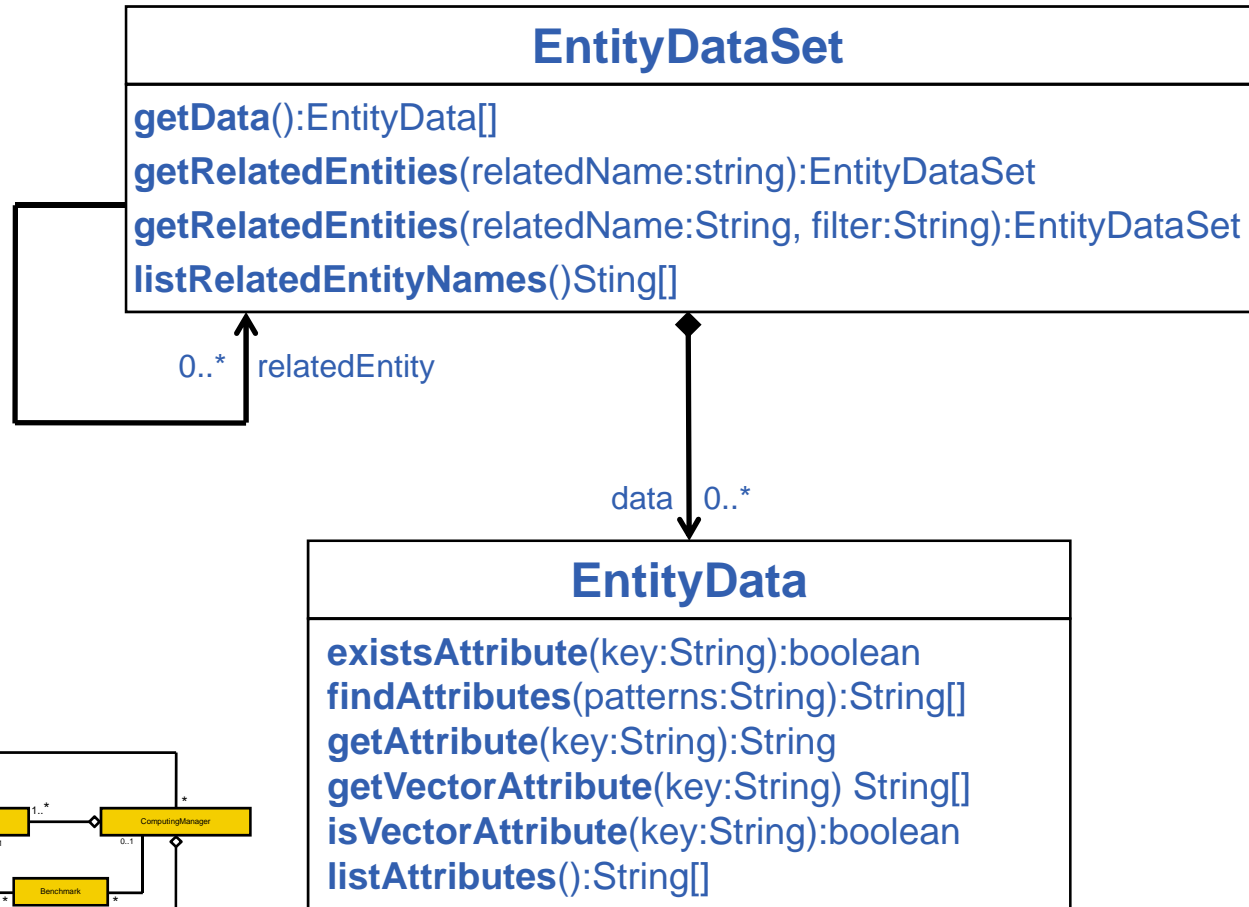 EntityDataSet
getData():EntityData[]
getRelatedEntities(relatedName:string):EntityDataSet
getRelatedEntities(relatedName:String, filter:String):EntityDataSet
listRelatedEntityNames()Sting[]
0..* relatedEntity
data 0..*
EntityData
existsAttribute(key:String):boolean
findAttributes(patterns:String):String[]
getAttribute(key:String):String
getVectorAttribute(key:String) String[]
isVectorAttribute(key:String):boolean
listAttributes():String[]
*
1..*
ComputingManager
0..1
* Benchmark *